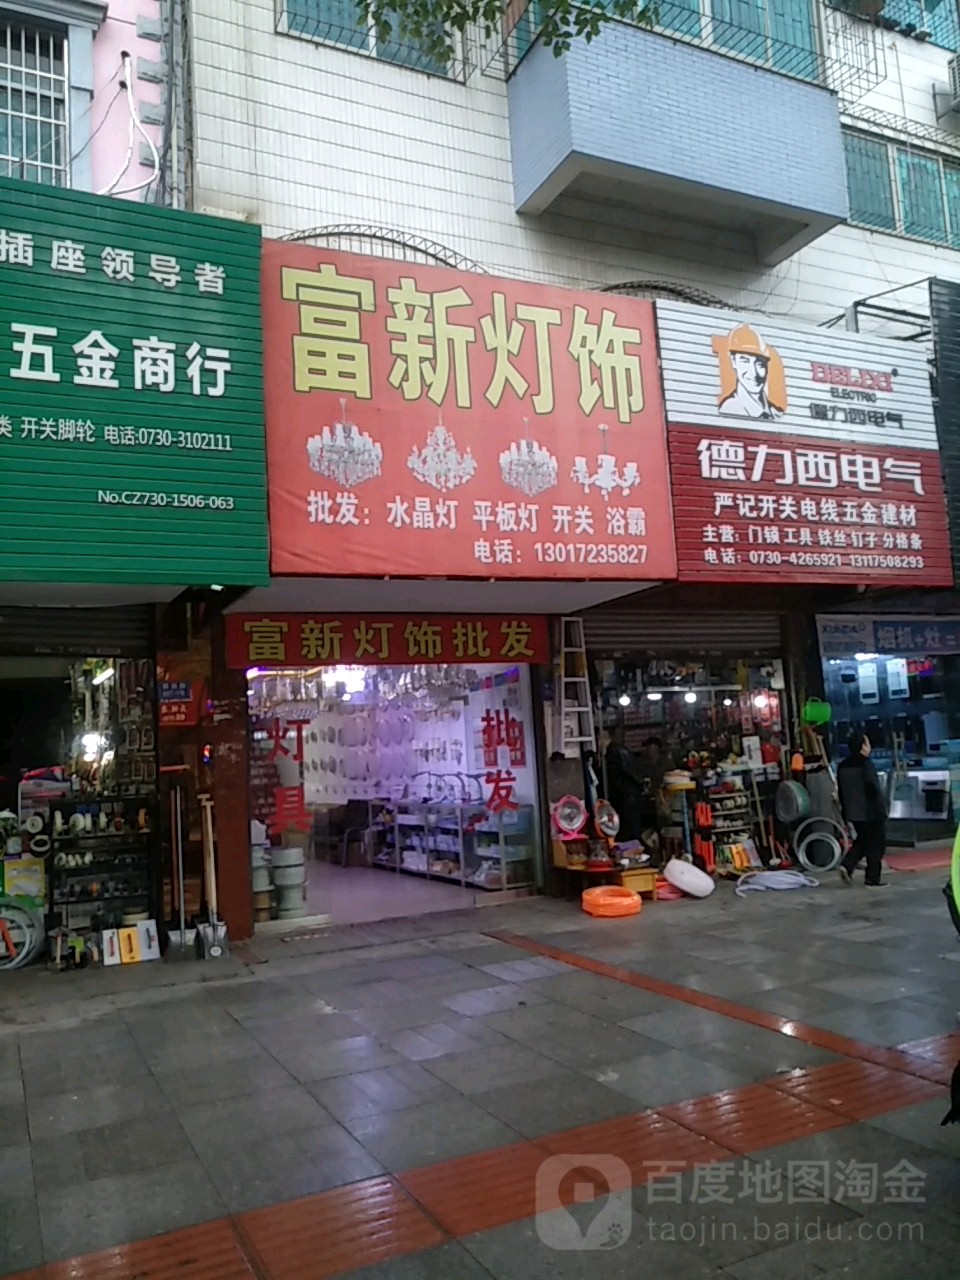 插座领导者
五金商行
类 开关脚轮 电话:0730-3102111
No.CZ730-1506-063
富新灯饰
批发：水晶灯 平板灯 开关 浴霸
电话：13017235827
DELIXI
ELECTRIC
德力西电气
德力西电气
严记开关电线五金建材
主营：门锁 工具 铁丝 钉子 分格条
电话：0730-4265921 13117508293
富新灯饰批发
灯具
批发
烟机+灶=
百度地图淘金
taojin.baidu.com